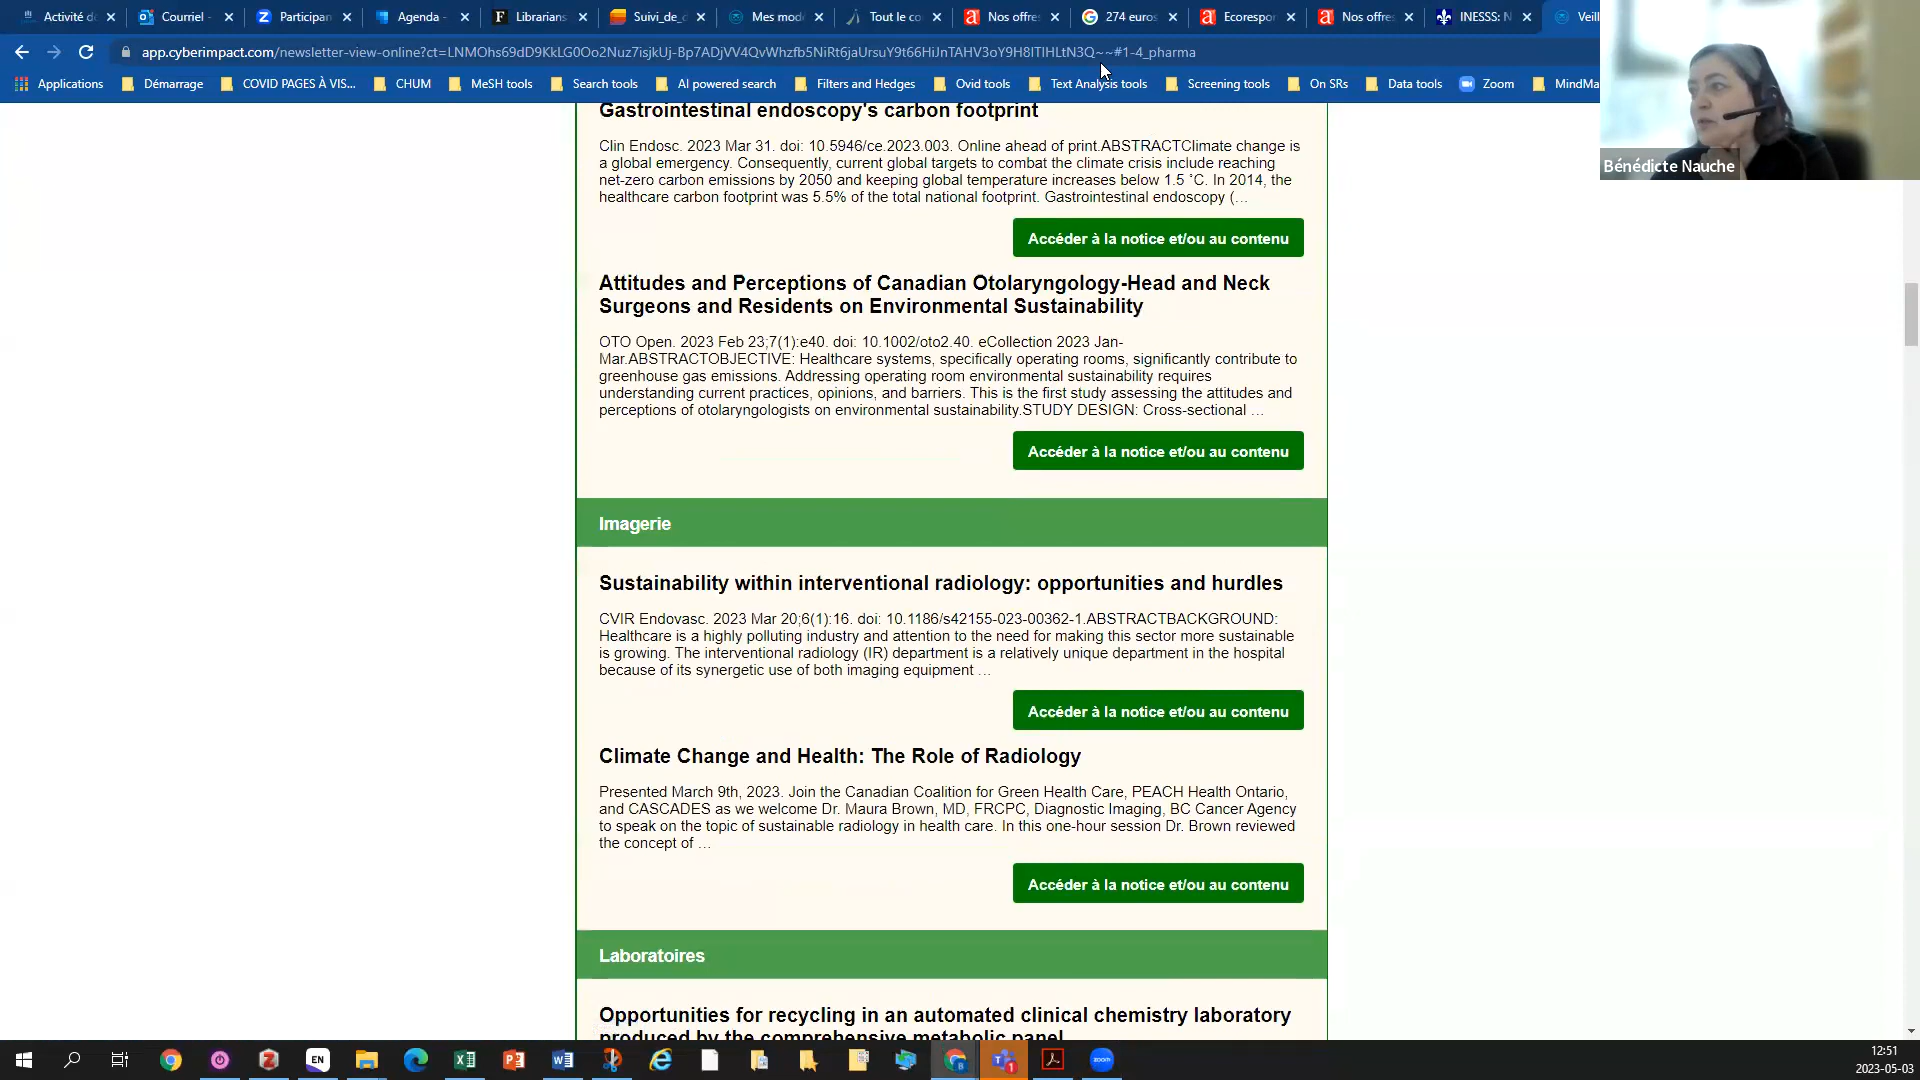 Activité d
Courriel -
Participan
Agenda -
Librarians
Suivi_de_d
Mes mod
Tout le co
Nos offre
274 euros
Ecorespo
Nos offre
INESSS: N
Veill
app.cyberimpact.com/newsletter-view-online?ct=LNMOhs69dD9KkLG0Oo2Nuz7isjkUj-Bp7ADjVV4QvWhzfb5NiRt6jaUrsuY9t66HiJnTAHV3oY9H8lTlHLtN3Q~~#1-4_pharma
Applications
Démarrage
COVID PAGES À VIS...
CHUM
MeSH tools
Search tools
AI powered search
Filters and Hedges
Ovid tools
Text Analysis tools
Screening tools
On SRs
Data tools
Zoom
MindMa
Bénédicte Nauche
Gastrointestinal endoscopy's carbon footprint
Clin Endosc. 2023 Mar 31. doi: 10.5946/ce.2023.003. Online ahead of print.ABSTRACTClimate change is
a global emergency. Consequently, current global targets to combat the climate crisis include reaching
net-zero carbon emissions by 2050 and keeping global temperature increases below 1.5 ˚C. In 2014, the
healthcare carbon footprint was 5.5% of the total national footprint. Gastrointestinal endoscopy (…
Accéder à la notice et/ou au contenu
Attitudes and Perceptions of Canadian Otolaryngology-Head and Neck
Surgeons and Residents on Environmental Sustainability
OTO Open. 2023 Feb 23;7(1):e40. doi: 10.1002/oto2.40. eCollection 2023 Jan-
Mar.ABSTRACTOBJECTIVE: Healthcare systems, specifically operating rooms, significantly contribute to
greenhouse gas emissions. Addressing operating room environmental sustainability requires
understanding current practices, opinions, and barriers. This is the first study assessing the attitudes and
perceptions of otolaryngologists on environmental sustainability.STUDY DESIGN: Cross-sectional …
Accéder à la notice et/ou au contenu
Imagerie
Sustainability within interventional radiology: opportunities and hurdles
CVIR Endovasc. 2023 Mar 20;6(1):16. doi: 10.1186/s42155-023-00362-1.ABSTRACTBACKGROUND:
Healthcare is a highly polluting industry and attention to the need for making this sector more sustainable
is growing. The interventional radiology (IR) department is a relatively unique department in the hospital
because of its synergetic use of both imaging equipment …
Accéder à la notice et/ou au contenu
Climate Change and Health: The Role of Radiology
Presented March 9th, 2023. Join the Canadian Coalition for Green Health Care, PEACH Health Ontario,
and CASCADES as we welcome Dr. Maura Brown, MD, FRCPC, Diagnostic Imaging, BC Cancer Agency
to speak on the topic of sustainable radiology in health care. In this one-hour session Dr. Brown reviewed
the concept of …
Accéder à la notice et/ou au contenu
Laboratoires
Opportunities for recycling in an automated clinical chemistry laboratory
produced by the comprehensive metabolic panel
EN
zoom
12:51
2023-05-03